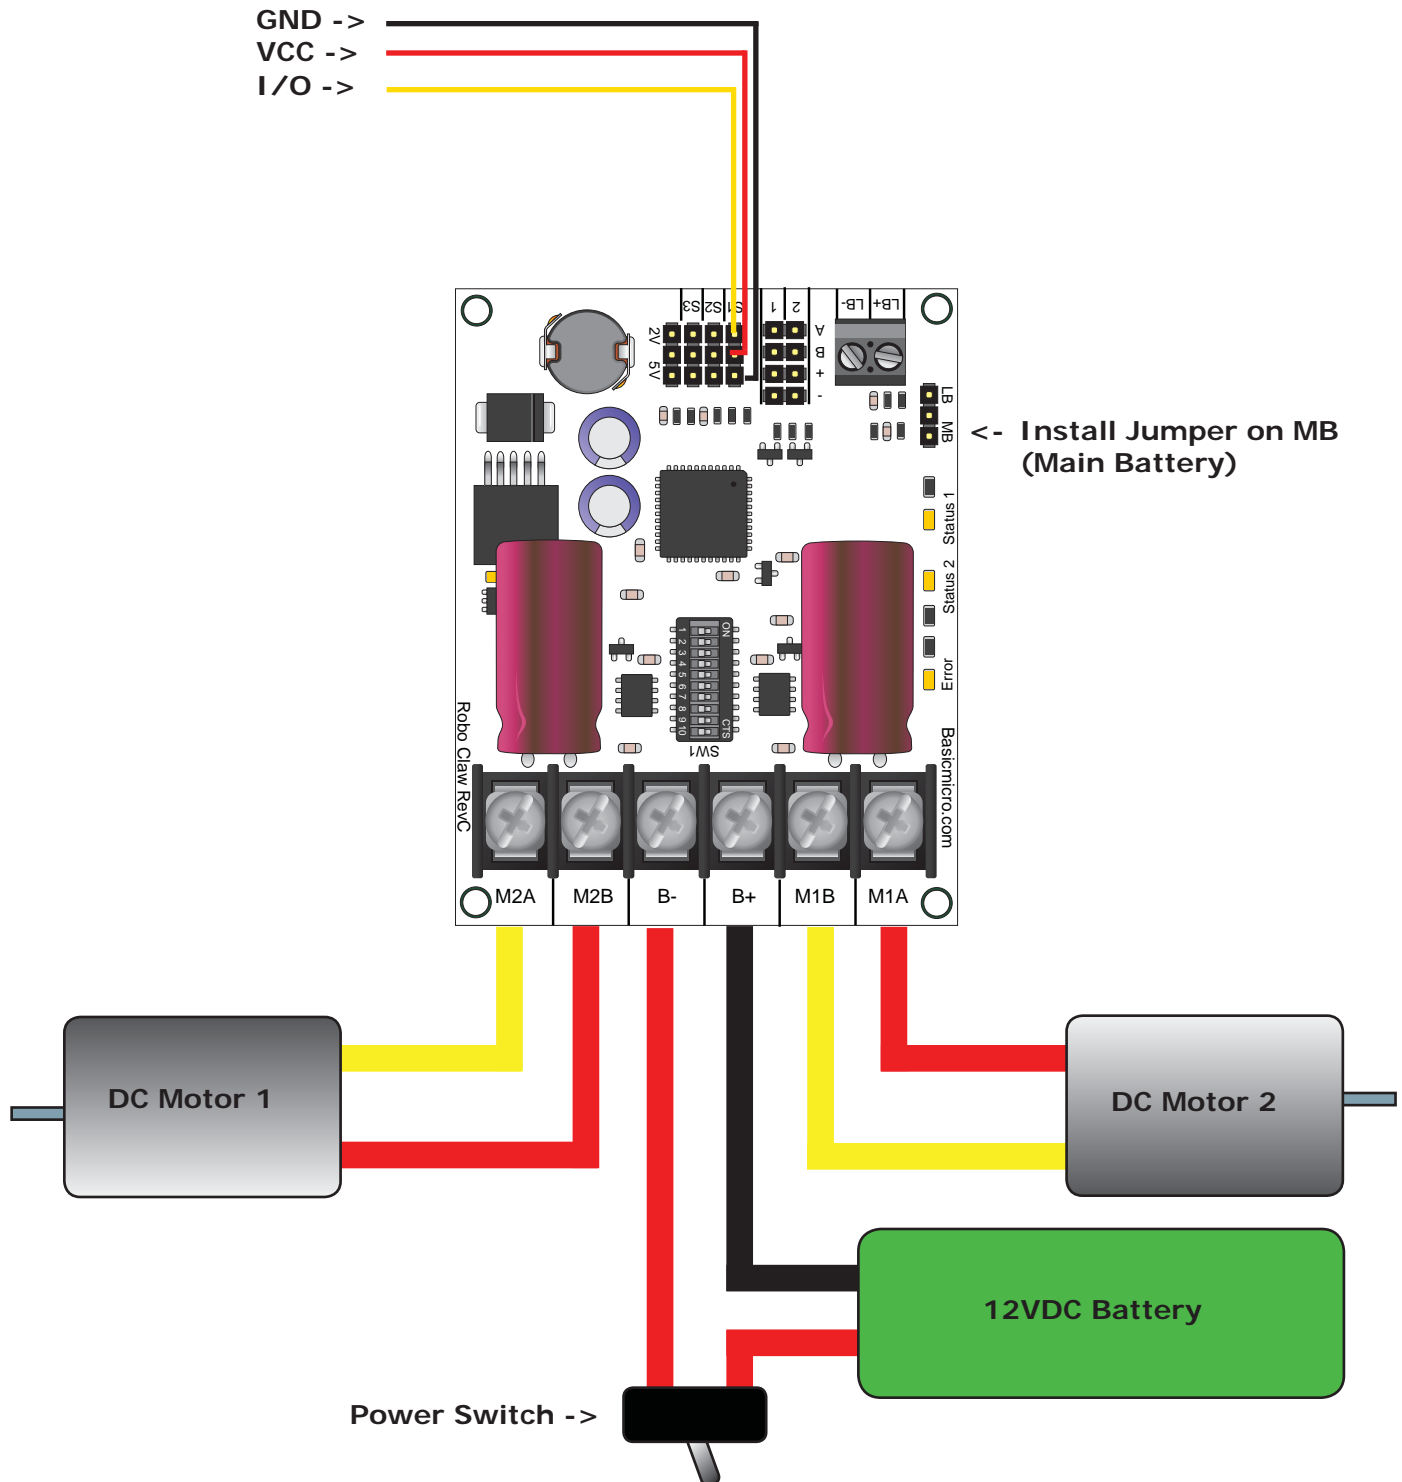 GND ->
VCC ->
I/O ->
S3
S2
S1
1
2
LB-
LB+
2V
5V
A
B
+
-
LB
MB
<- Install Jumper on MB
(Main Battery)
Status 1
Status 2
Error
ON
1
2
3
4
5
6
7
8
9
10
CTS
SW1
Robo Claw RevC
Basicmicro.com
M2A
M2B
B-
B+
M1B
M1A
DC Motor 1
DC Motor 2
12VDC Battery
Power Switch ->